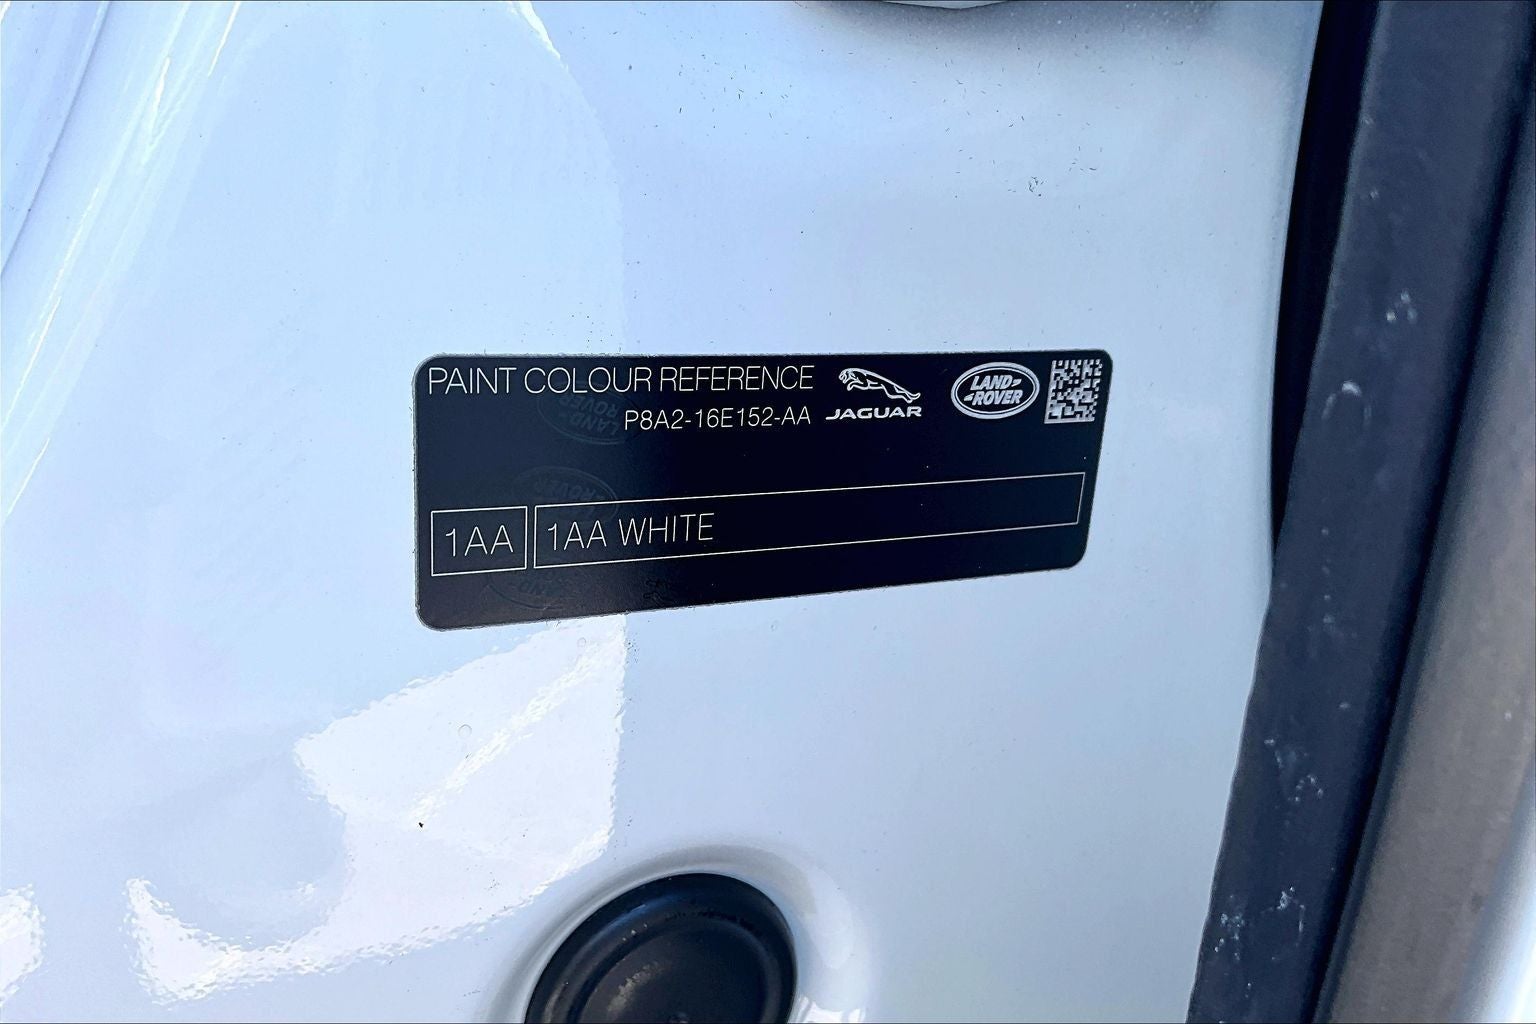 PAINT COLOUR REFERENCE
P8A2-16E152-AA
JAGUAR
LAND-
-ROVER
1AA
1AA WHITE